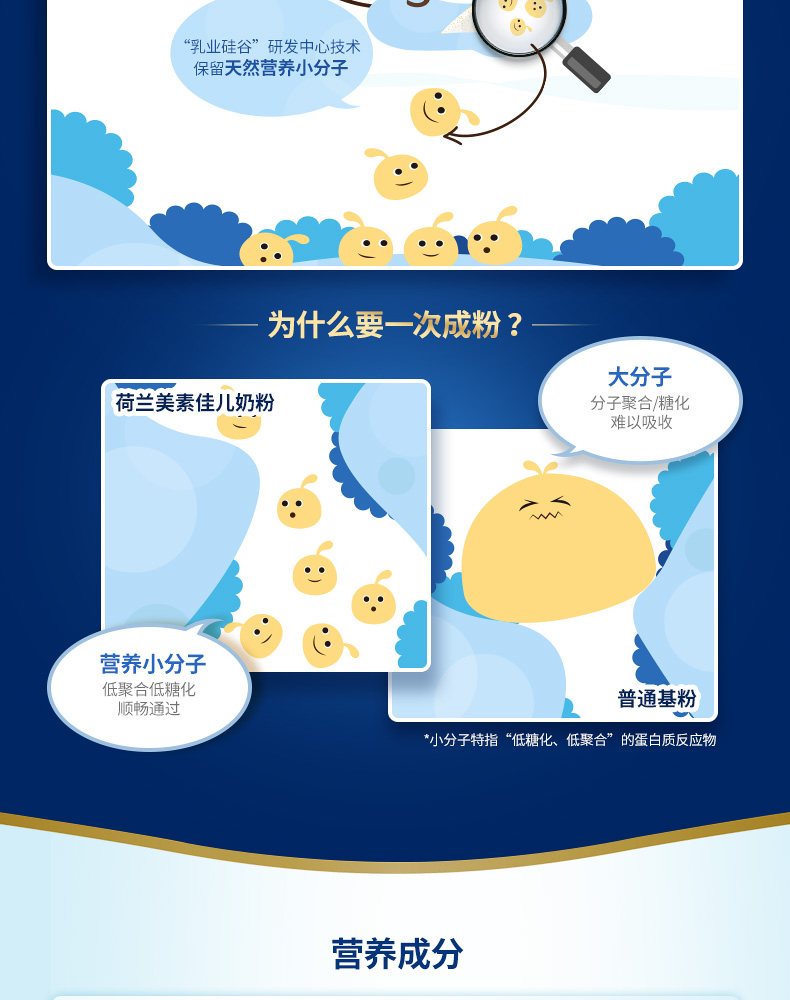 “乳业硅谷”研发中心技术
保留天然营养小分子
为什么要一次成粉？
大分子
分子聚合/糖化
难以吸收
荷兰美素佳儿奶粉
营养小分子
低聚合低糖化
顺畅通过
普通基粉
*小分子特指“低糖化、低聚合”的蛋白质反应物
营养成分